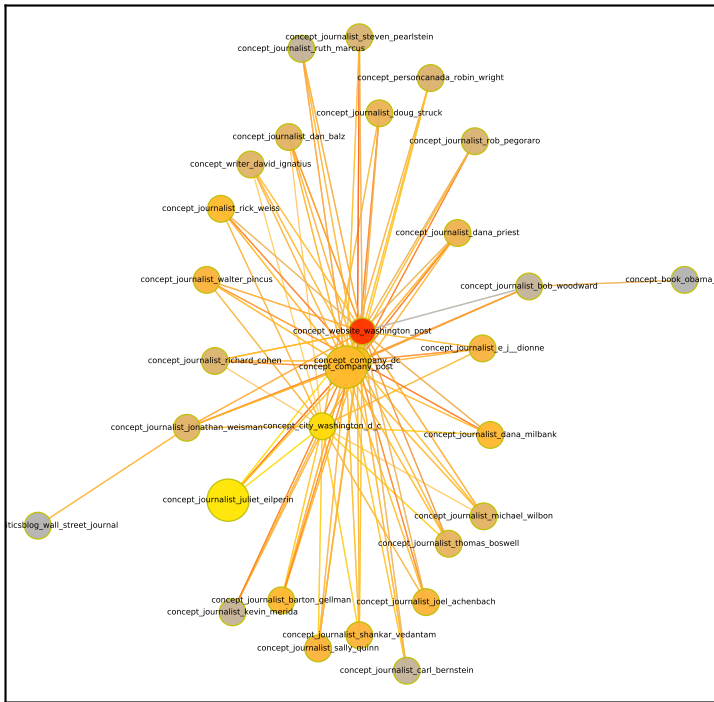 concept_journalist_steven_pearlstein
concept_journalist_ruth_marcus
concept_personcanada_robin_wright
concept_journalist_doug_struck
concept_journalist_dan_balz
concept_journalist_rob_pegoraro
concept_writer_david_ignatius
concept_journalist_rick_weiss
concept_journalist_dana_priest
concept_journalist_walter_pincus
concept_book_obama_
concept_journalist_bob_woodward
concept_website_washington_post
concept_journalist_e_j__dionne
concept_journalist_richard_cohen
concept_company_dc
concept_company_post
concept_journalist_jonathan_weisman
concept_city_washington_d_c
concept_journalist_dana_milbank
concept_journalist_juliet_eilperin
concept_journalist_michael_wilbon
iticsblog_wall_street_journal
concept_journalist_thomas_boswell
concept_journalist_barton_gellman
concept_journalist_joel_achenbach
concept_journalist_kevin_merida
concept_journalist_shankar_vedantam
concept_journalist_sally_quinn
concept_journalist_carl_bernstein